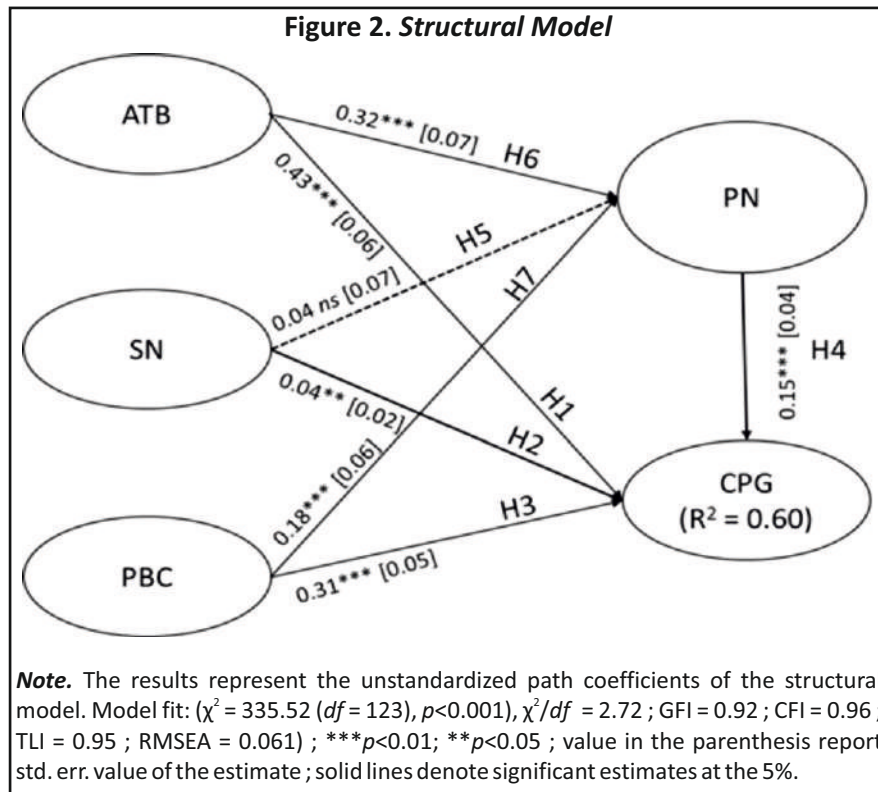 Figure 2. Structural Model
ATB
0.32*** [0.07]
H6
PN
0.43*** [0.06]
H5
H7
0.04 ns [0.07]
SN
0.15*** [0.04]
H4
0.04** [0.02]
H1
H2
CPG
(R² = 0.60)
0.18*** [0.06]
H3
PBC
0.31*** [0.05]
Note. The results represent the unstandardized path coefficients of the structura
model. Model fit: (χ² = 335.52 (df = 123), p<0.001), χ²/df = 2.72 ; GFI = 0.92 ; CFI = 0.96 ;
TLI = 0.95 ; RMSEA = 0.061) ; ***p<0.01; **p<0.05 ; value in the parenthesis report
std. err. value of the estimate ; solid lines denote significant estimates at the 5%.